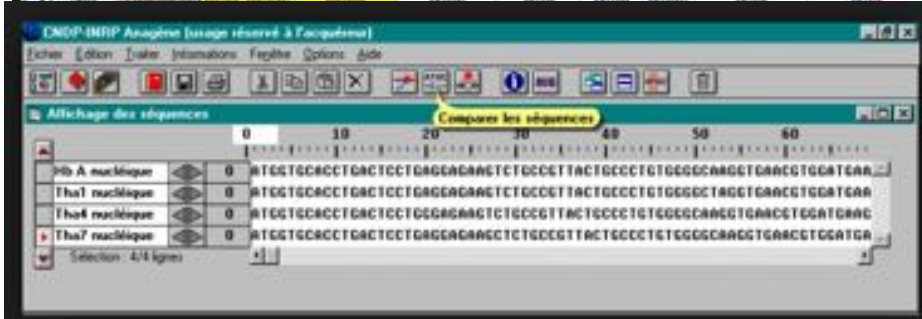 CNDP-INRP Anagène (usage réservé à l'acquéreur)
Fichier Edition Traiter Informations Fenêtre Options Aide
Comparer les séquences
Affichage des séquences
0 10 20 30 40 50 60
Hb A nucléique 0 ATGGTGCACCTGACTCCTGAGGAGAAGTCTGCCGTTACTGCCCTGTGGGGCAAGGTGAACGTGGATGAA
Tha1 nucléique 0 ATGGTGCACCTGACTCCTGAGGAGAAGTCTGCCGTTACTGCCCTGTGGGGCTAGGTGAACGTGGATGAA
Tha4 nucléique 0 ATGGTGCACCTGACTCCTGGGAGAAGTCTGCCGTTACTGCCCTGTGGGGCAAGGTGAACGTGGATGAAG
Tha7 nucléique 0 ATGGTGCACCTGACTCCTGAGGAGAAGCTCTGCCGTTACTGCCCTGTGGGGCAAGGTGAACGTGGATGA
Sélection : 4/4 lignes